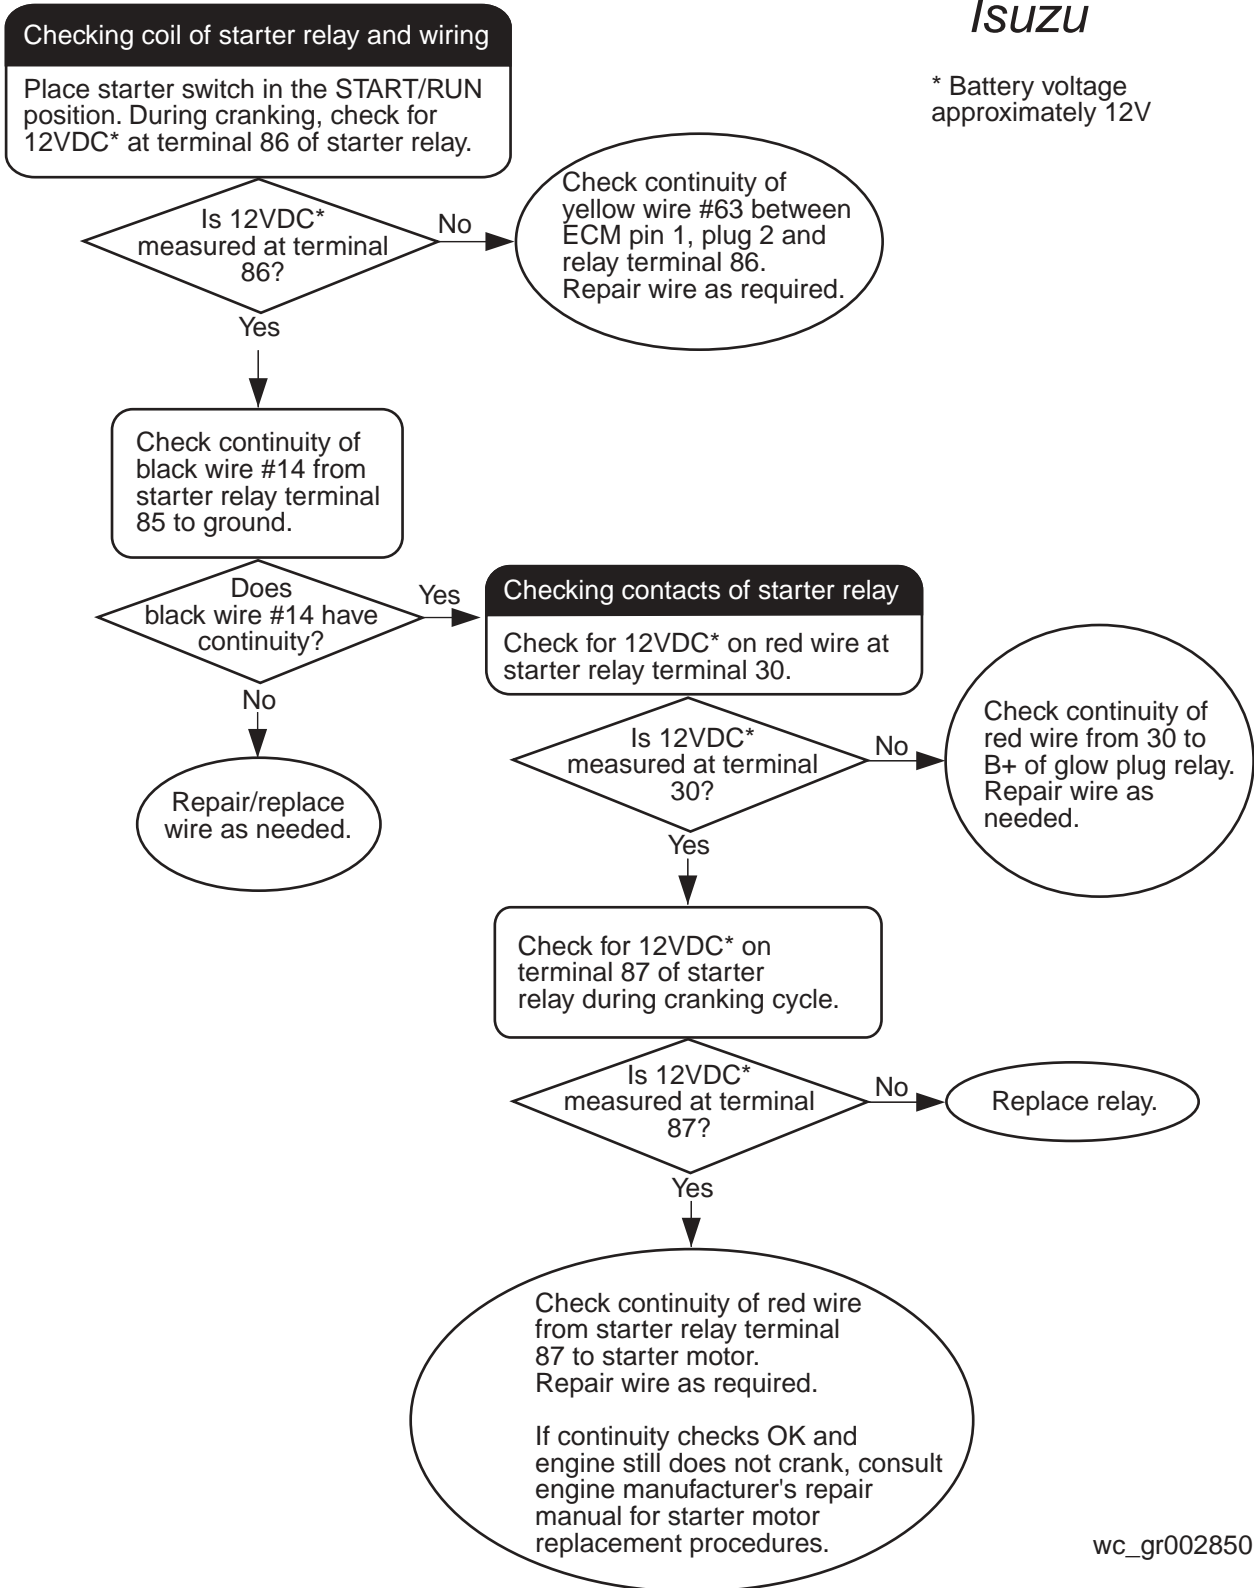 Isuzu
* Battery voltage
approximately 12V
Checking coil of starter relay and wiring
Place starter switch in the START/RUN
position. During cranking, check for
12VDC* at terminal 86 of starter relay.
Is 12VDC*
measured at terminal
86?
No
Check continuity of
yellow wire #63 between
ECM pin 1, plug 2 and
relay terminal 86.
Repair wire as required.
Yes
Check continuity of
black wire #14 from
starter relay terminal
85 to ground.
Does
black wire #14 have
continuity?
Yes
No
Repair/replace
wire as needed.
Checking contacts of starter relay
Check for 12VDC* on red wire at
starter relay terminal 30.
Is 12VDC*
measured at terminal
30?
No
Check continuity of
red wire from 30 to
B+ of glow plug relay.
Repair wire as
needed.
Yes
Check for 12VDC* on
terminal 87 of starter
relay during cranking cycle.
Is 12VDC*
measured at terminal
87?
No
Replace relay.
Yes
Check continuity of red wire
from starter relay terminal
87 to starter motor.
Repair wire as required.
If continuity checks OK and
engine still does not crank, consult
engine manufacturer's repair
manual for starter motor
replacement procedures.
wc_gr002850